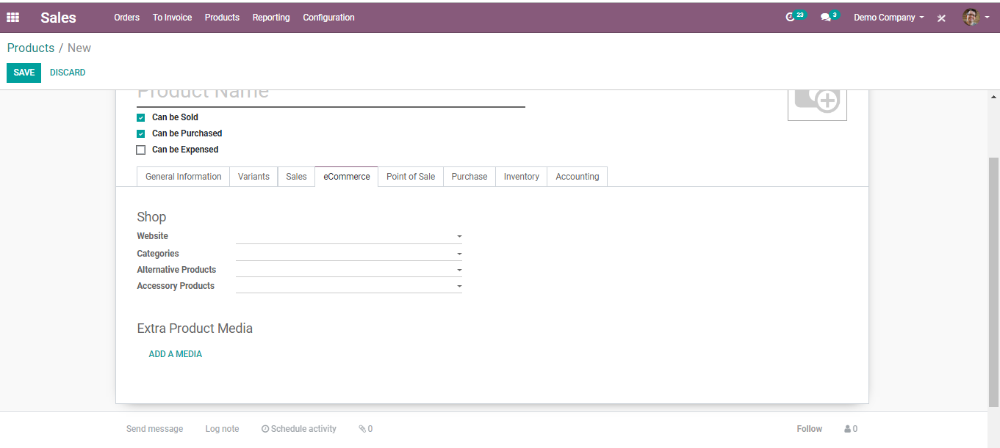 Sales Orders To Invoice Products Reporting Configuration 23 3 Demo Company
Products / New
SAVE DISCARD
Product Name
Can be Sold
Can be Purchased
Can be Expensed
General Information Variants Sales eCommerce Point of Sale Purchase Inventory Accounting
Shop
Website
Categories
Alternative Products
Accessory Products
Extra Product Media
ADD A MEDIA
Send message Log note Schedule activity 0 Follow 0